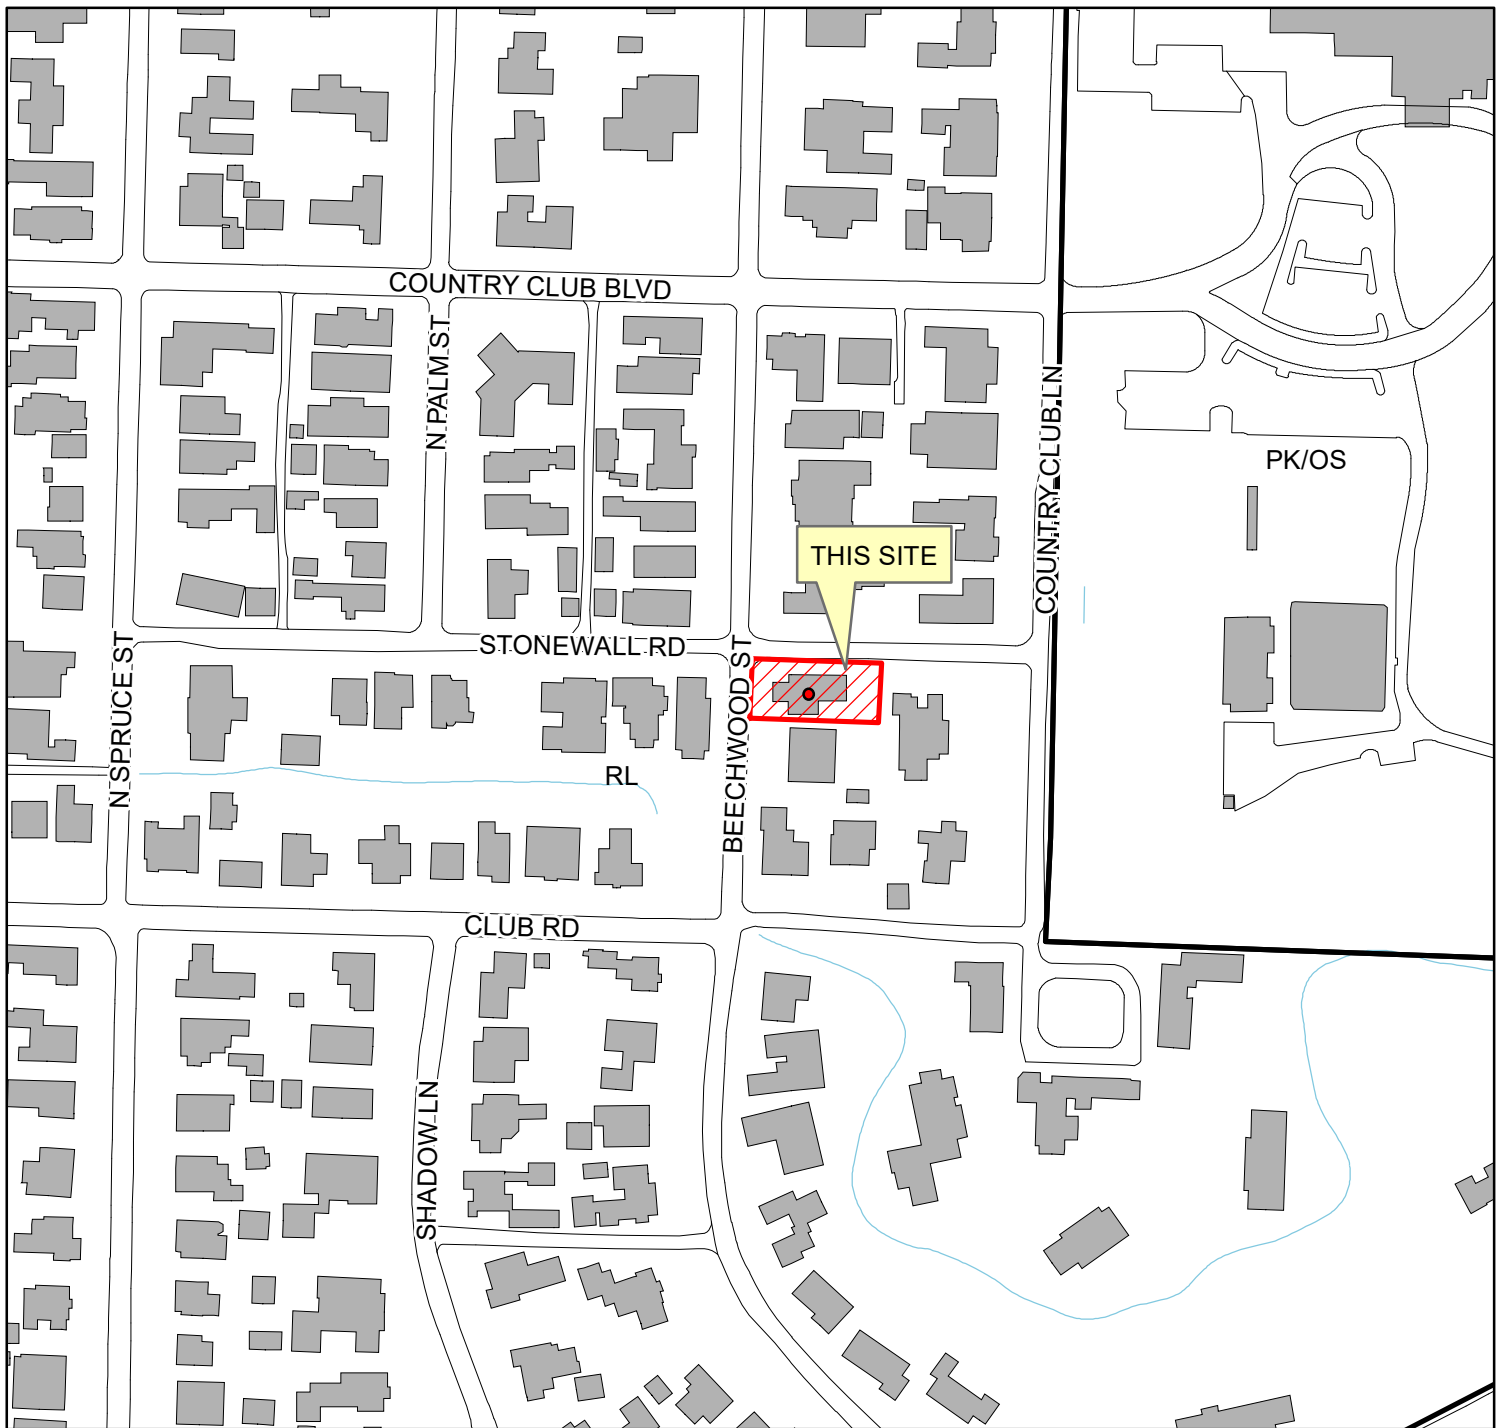 COUNTRY CLUB BLVD
N PALM ST
COUNTRY CLUB LN
PK/OS
THIS SITE
STONEWALL RD
N SPRUCE ST
BEECHWOOD ST
RL
CLUB RD
SHADOW LN